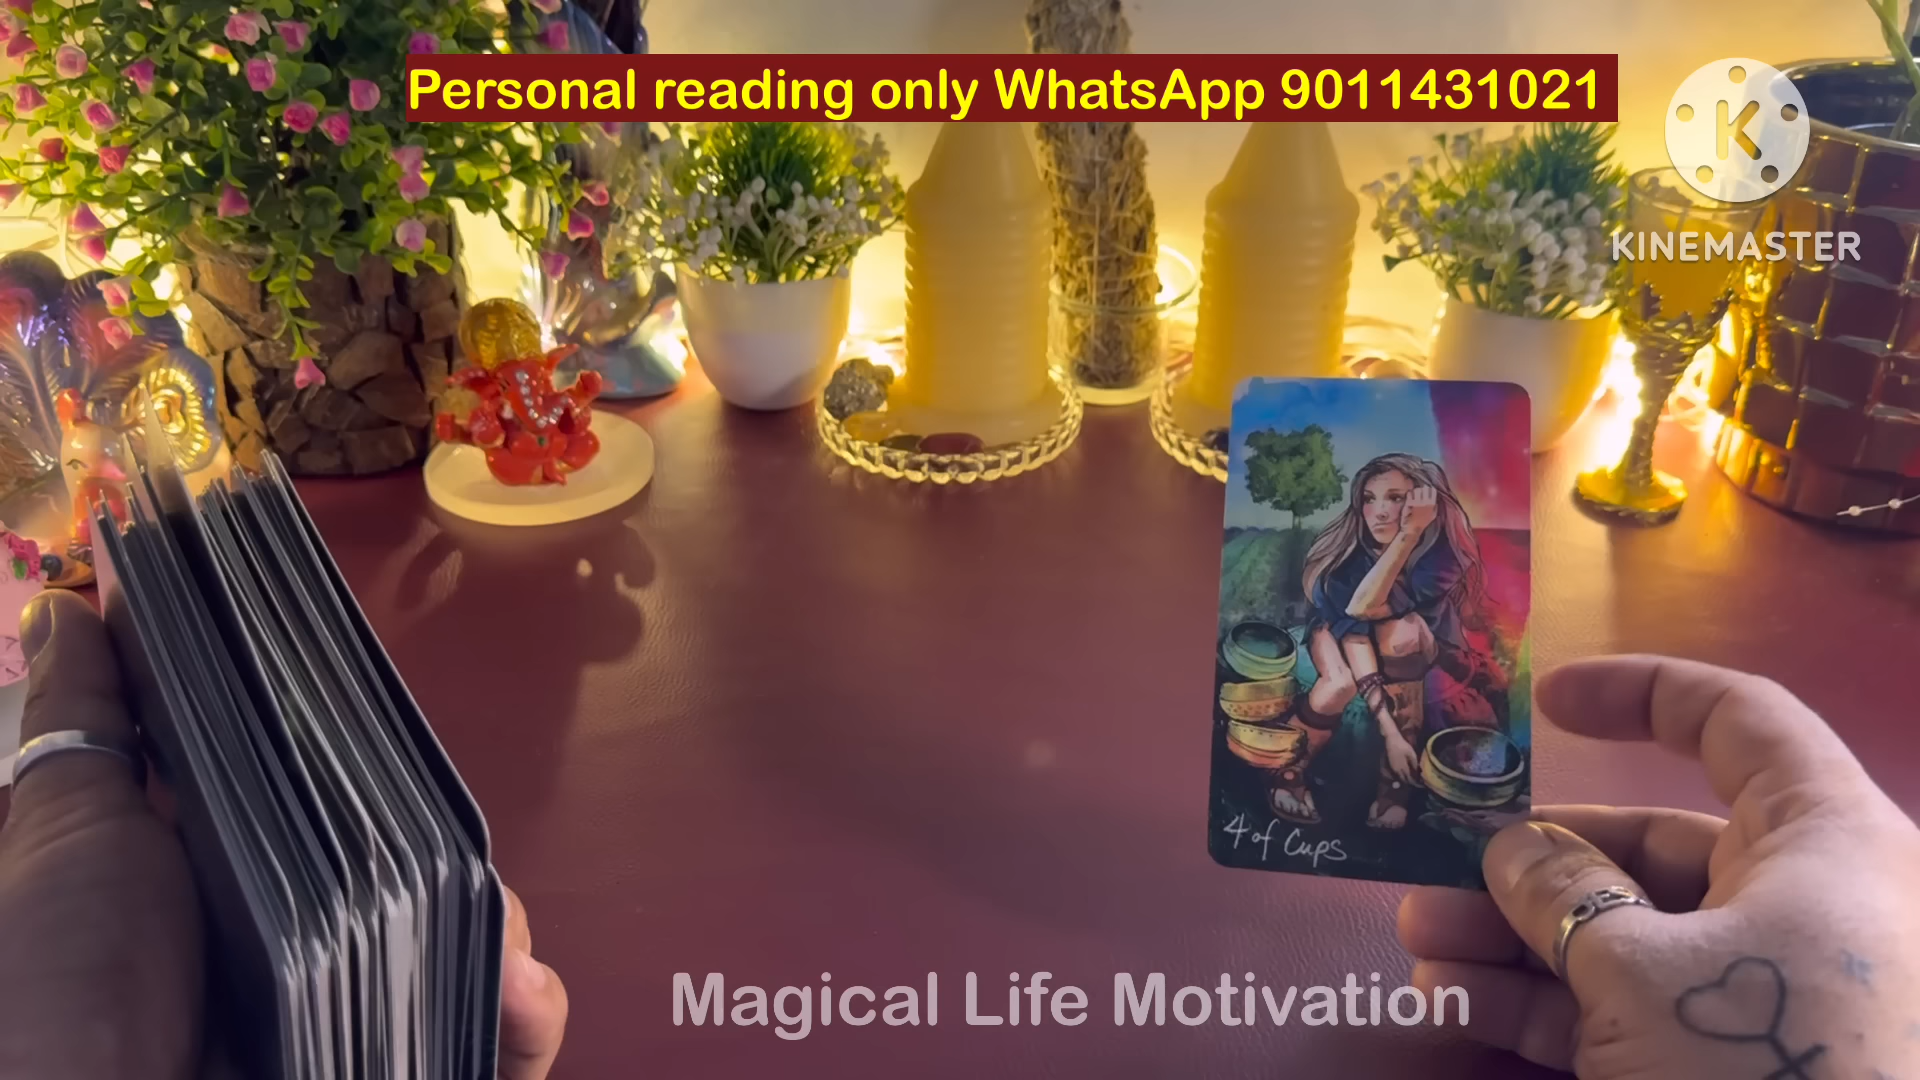 Personal reading only WhatsApp 9011431021
K
KINEMASTER
4 of Cups
Magical Life Motivation